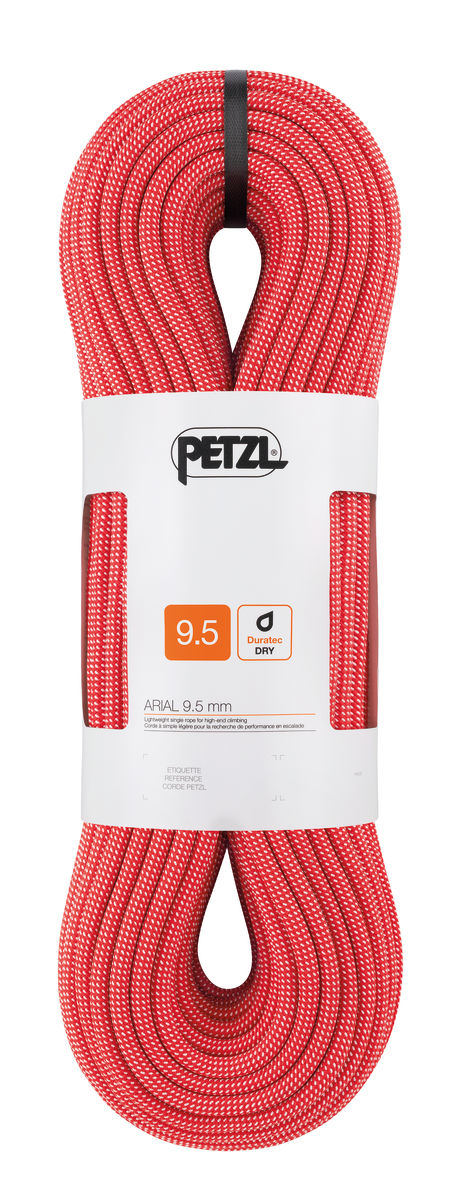 PETZL®
9.5
Duratec
DRY
ARIAL 9.5 mm
Lightweight single rope for high-end climbing
Corde à simple légère pour la recherche de performance en escalade
ETIQUETTE
REFERENCE
CORDE PETZL